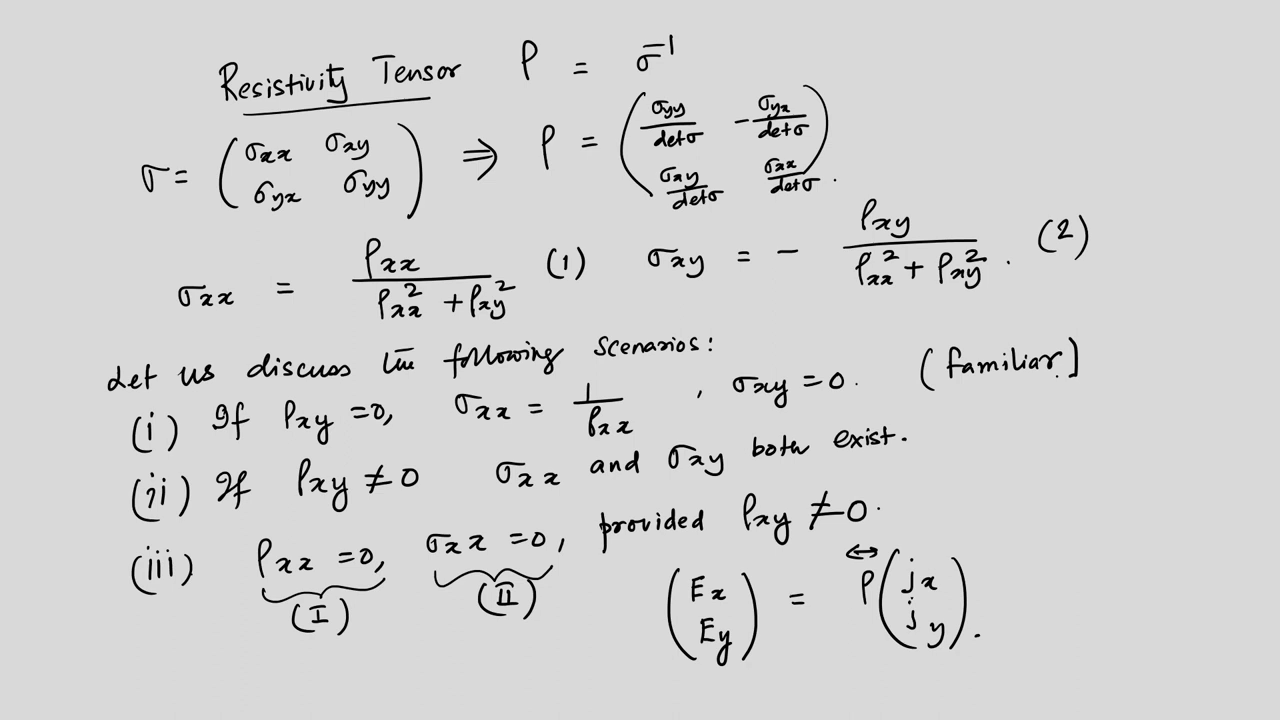 Resistivity Tensor ρ = σ⁻¹
σ = ( σxx σxy ; σyx σyy ) ⇒ ρ = ( σyy/detσ −σyx/detσ ; σxy/detσ σxx/detσ ).
σxx = ρxx / (ρxx² + ρxy²) (1) σxy = − ρxy / (ρxx² + ρxy²). (2)
Let us discuss the following scenarios:
(i) If ρxy = 0, σxx = 1/ρxx , σxy = 0. (familiar)
(ii) If ρxy ≠ 0 σxx and σxy both exist.
(iii) ρxx = 0, σxx = 0, provided ρxy ≠ 0.
(I) (II)
( Ex ; Ey ) = ρ↔ ( jx ; jy ).